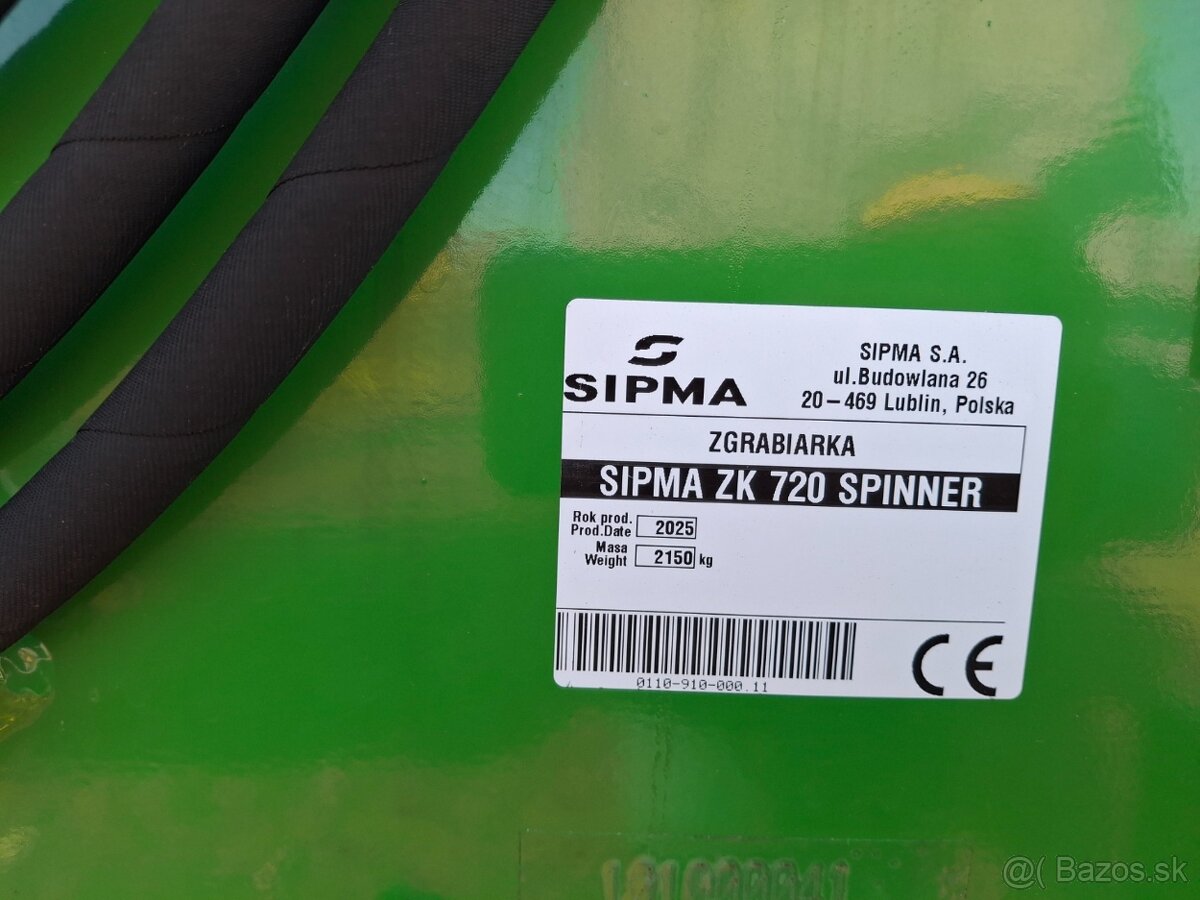 SIPMA
SIPMA S.A.
ul.Budowlana 26
20-469 Lublin, Polska
ZGRABIARKA
SIPMA ZK 720 SPINNER
Rok prod.
Prod.Date 2025
Masa
Weight 2150 kg
0110-910-000.11
CE
@( Bazos.sk